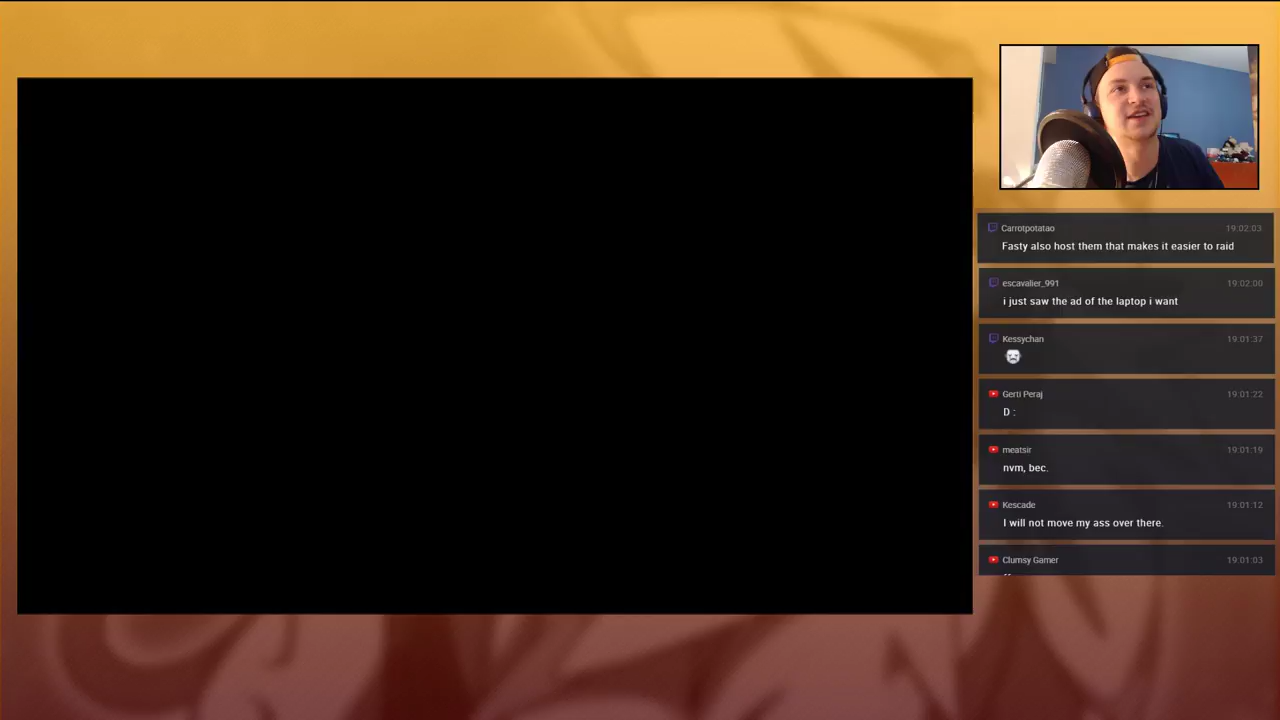 Carrotpotatao 19:02:03
Fasty also host them that makes it easier to raid
escavalier_991 19:02:00
i just saw the ad of the laptop i want
Kessychan 19:01:37
Gerti Peraj 19:01:22
D :
meatsir 19:01:19
nvm, bec.
Kescade 19:01:12
I will not move my ass over there.
Clumsy Gamer 19:01:03